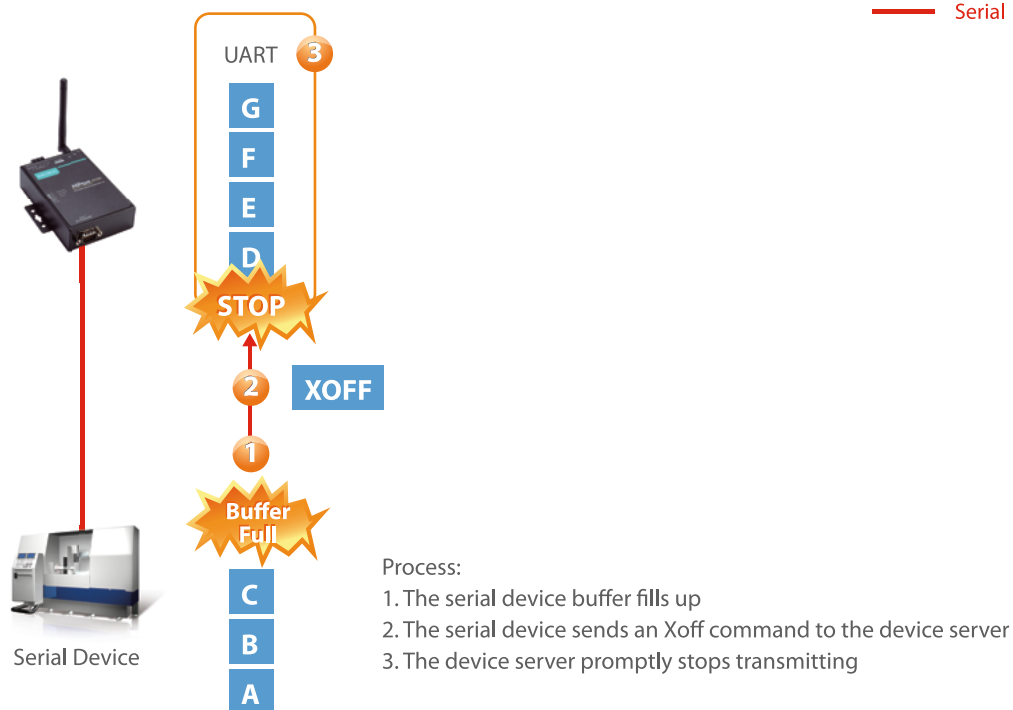 Serial
UART
3
G
F
E
D
STOP
2
XOFF
1
Buffer
Full
C
B
A
Serial Device
Process:
1. The serial device buffer fills up
2. The serial device sends an Xoff command to the device server
3. The device server promptly stops transmitting